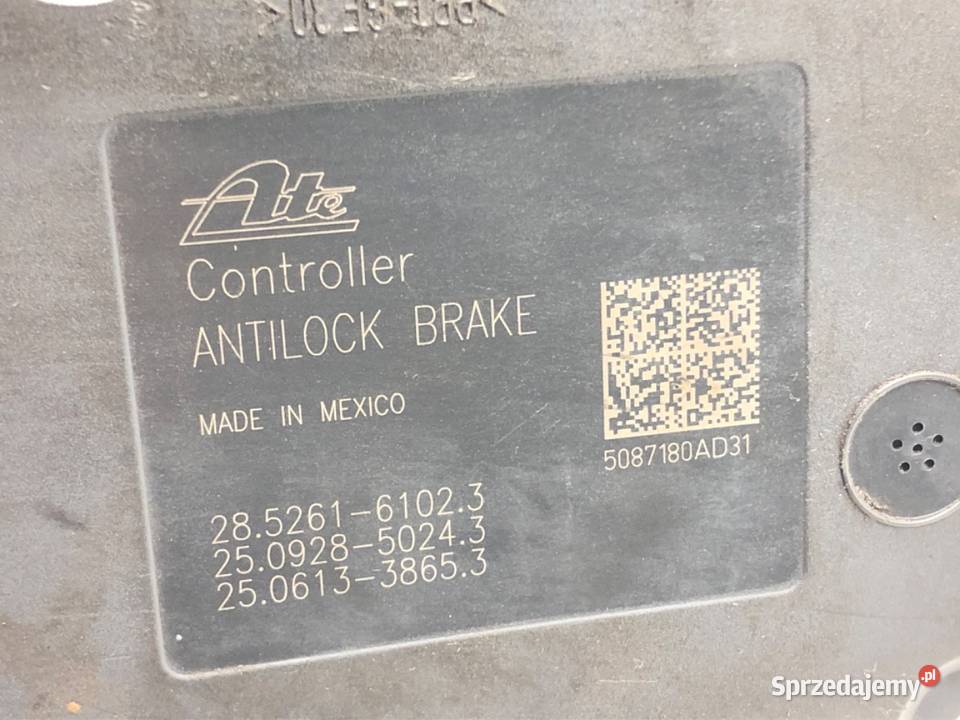 Ate
Controller
ANTILOCK BRAKE
MADE IN MEXICO
5087180AD31
28.5261-6102.3
25.0928-5024.3
25.0613-3865.3
Sprzedajemy.pl